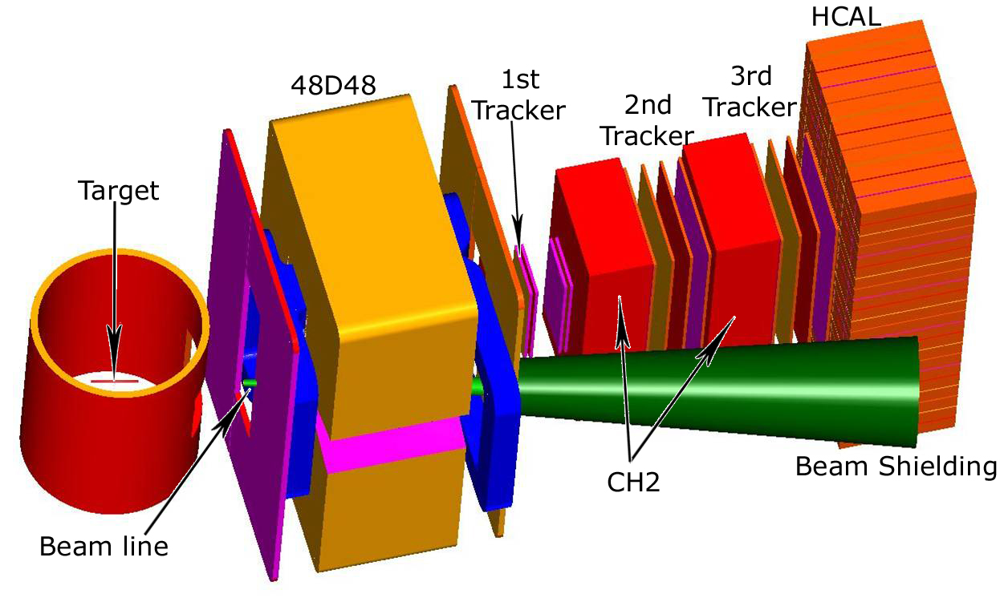 HCAL
48D48
1st
Tracker
2nd
Tracker
3rd
Tracker
Target
CH2
Beam Shielding
Beam line